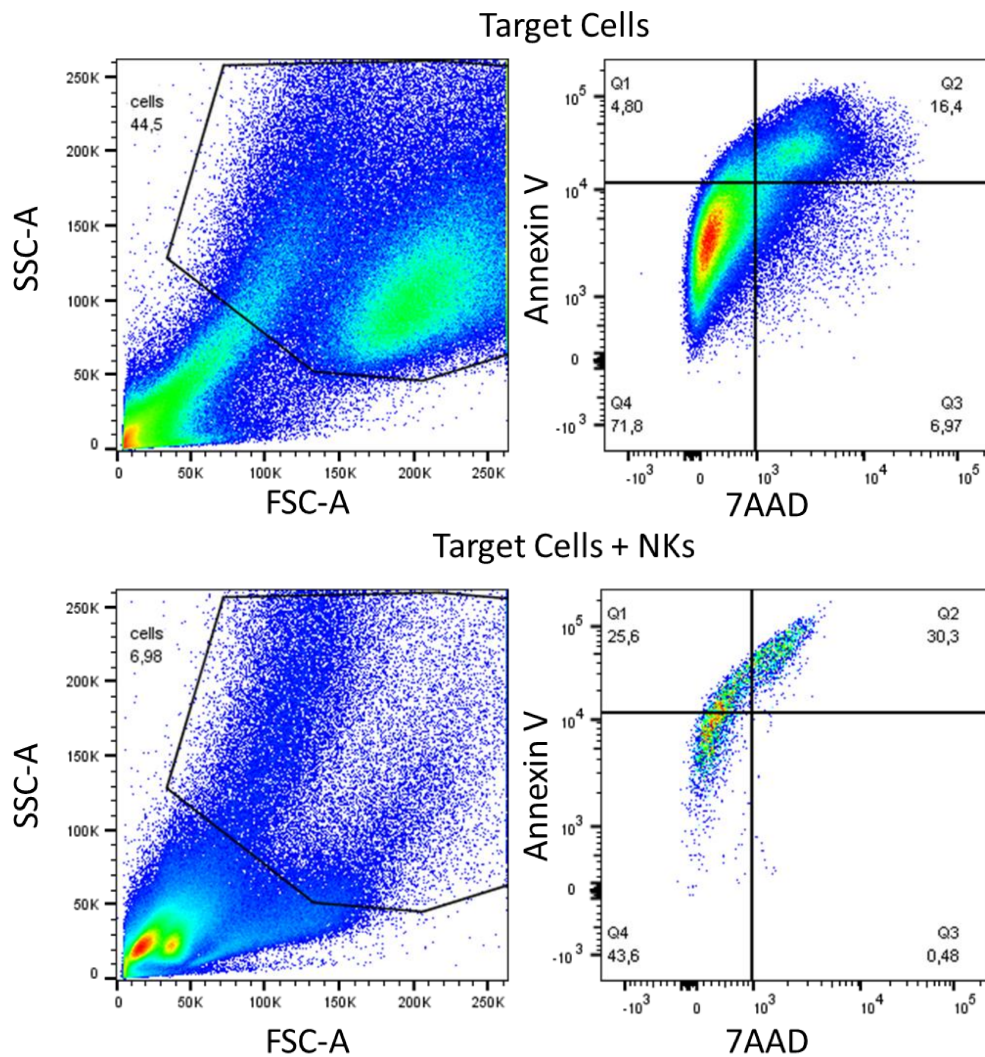 Target Cells
cells
44,5
250K
200K
150K
100K
50K
0
0 50K 100K 150K 200K 250K
SSC-A
FSC-A
Q1
4,80
Q2
16,4
Q4
71,8
Q3
6,97
10^5
10^4
10^3
0
-10^3
-10^3 0 10^3 10^4 10^5
Annexin V
7AAD
Target Cells + NKs
cells
6,98
250K
200K
150K
100K
50K
0
0 50K 100K 150K 200K 250K
SSC-A
FSC-A
Q1
25,6
Q2
30,3
Q4
43,6
Q3
0,48
10^5
10^4
10^3
0
-10^3
-10^3 0 10^3 10^4 10^5
Annexin V
7AAD